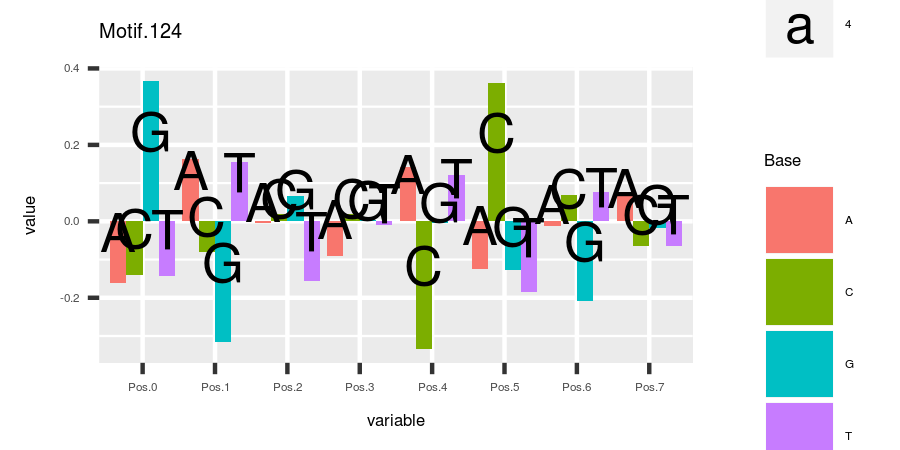 Motif.124
a 4
0.4
0.2
0.0
-0.2
value
A C G T
A C G T
A C G T
A C G T
A C G T
A C G T
A C G T
A C G T
Pos.0 Pos.1 Pos.2 Pos.3 Pos.4 Pos.5 Pos.6 Pos.7
variable
Base
A
C
G
T